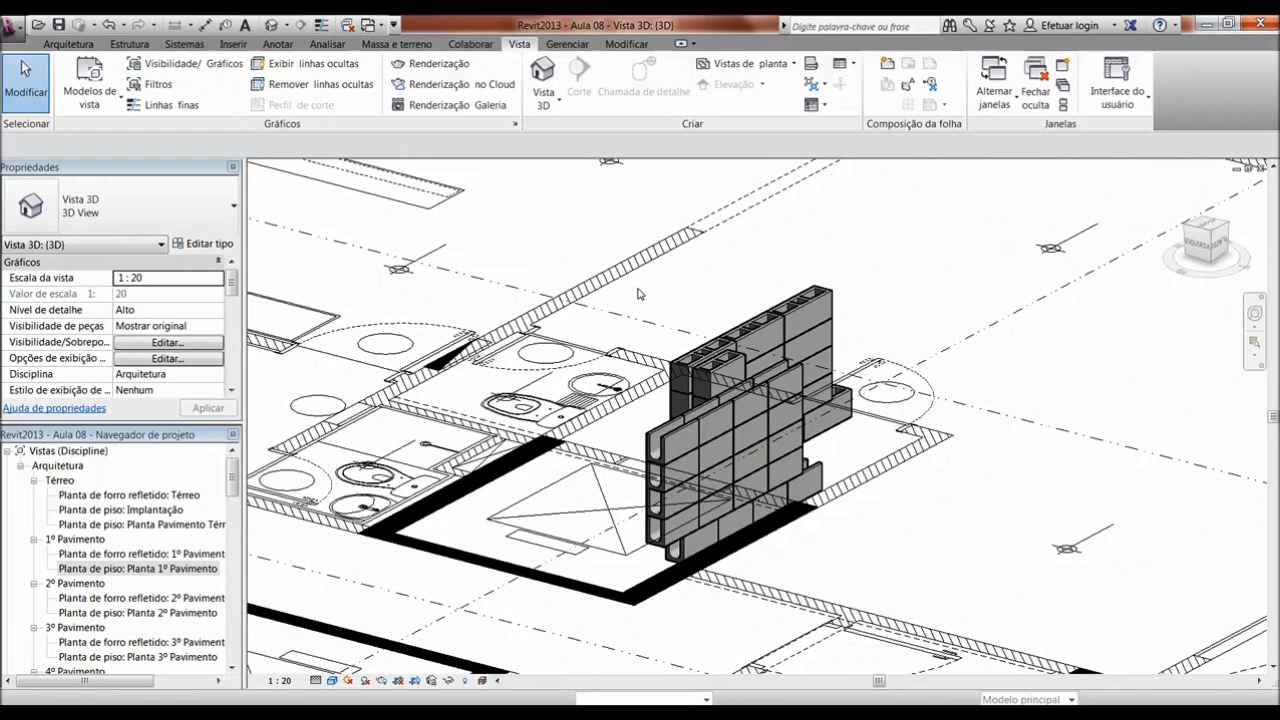 Revit2013 - Aula 08 - Vista 3D: {3D}
Digite palavra-chave ou frase
Efetuar login
Arquitetura Estrutura Sistemas Inserir Anotar Analisar Massa e terreno Colaborar Vista Gerenciar Modificar
Modificar
Selecionar
Modelos de vista
Visibilidade/ Gráficos
Filtros
Linhas finas
Exibir linhas ocultas
Remover linhas ocultas
Perfil de corte
Renderização
Renderização no Cloud
Renderização Galeria
Gráficos
Vista 3D
Corte
Chamada de detalhe
Vistas de planta
Elevação
Criar
Composição da folha
Alternar janelas
Fechar oculta
Interface do usuário
Janelas
Propriedades
Vista 3D
3D View
Vista 3D: {3D}
Editar tipo
Gráficos
Escala da vista 1 : 20
Valor de escala 1: 20
Nível de detalhe Alto
Visibilidade de peças Mostrar original
Visibilidade/Sobrepo... Editar...
Opções de exibição ... Editar...
Disciplina Arquitetura
Estilo de exibição de... Nenhum
Ajuda de propriedades Aplicar
Revit2013 - Aula 08 - Navegador de projeto
Vistas (Discipline)
Arquitetura
Térreo
Planta de forro refletido: Térreo
Planta de piso: Implantação
Planta de piso: Planta Pavimento Térr
1º Pavimento
Planta de forro refletido: 1º Paviment
Planta de piso: Planta 1º Pavimento
2º Pavimento
Planta de forro refletido: 2º Paviment
Planta de piso: Planta 2º Pavimento
3º Pavimento
Planta de forro refletido: 3º Paviment
Planta de piso: Planta 3º Pavimento
4º Pavimento
1 : 20
Modelo principal